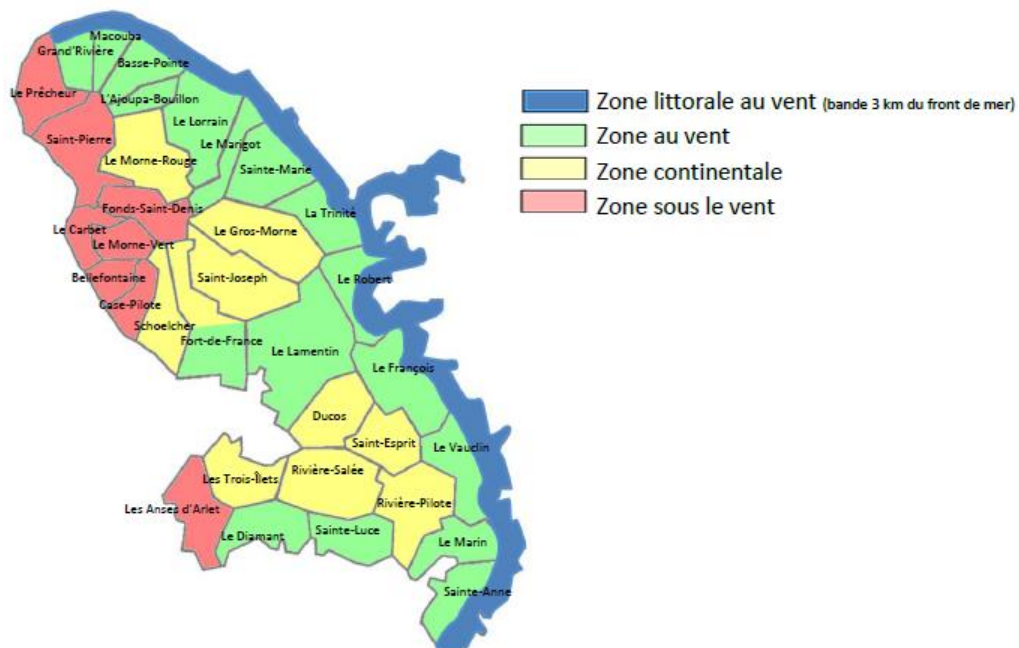 Macouba
Grand'Rivière
Basse-Pointe
Le Prêcheur
L'Ajoupa-Bouillon
Le Lorrain
Saint-Pierre
Le Marigot
Le Morne-Rouge
Sainte-Marie
Fonds-Saint-Denis
La Trinité
Le Carbet
Le Gros-Morne
Le Morne-Vert
Bellefontaine
Saint-Joseph
Le Robert
Case-Pilote
Schoelcher
Fort-de-France
Le Lamentin
Le François
Ducos
Saint-Esprit
Le Vauclin
Les Trois-Îlets
Rivière-Salée
Rivière-Pilote
Les Anses d'Arlet
Le Diamant
Sainte-Luce
Le Marin
Sainte-Anne
Zone littorale au vent (bande 3 km du front de mer)
Zone au vent
Zone continentale
Zone sous le vent